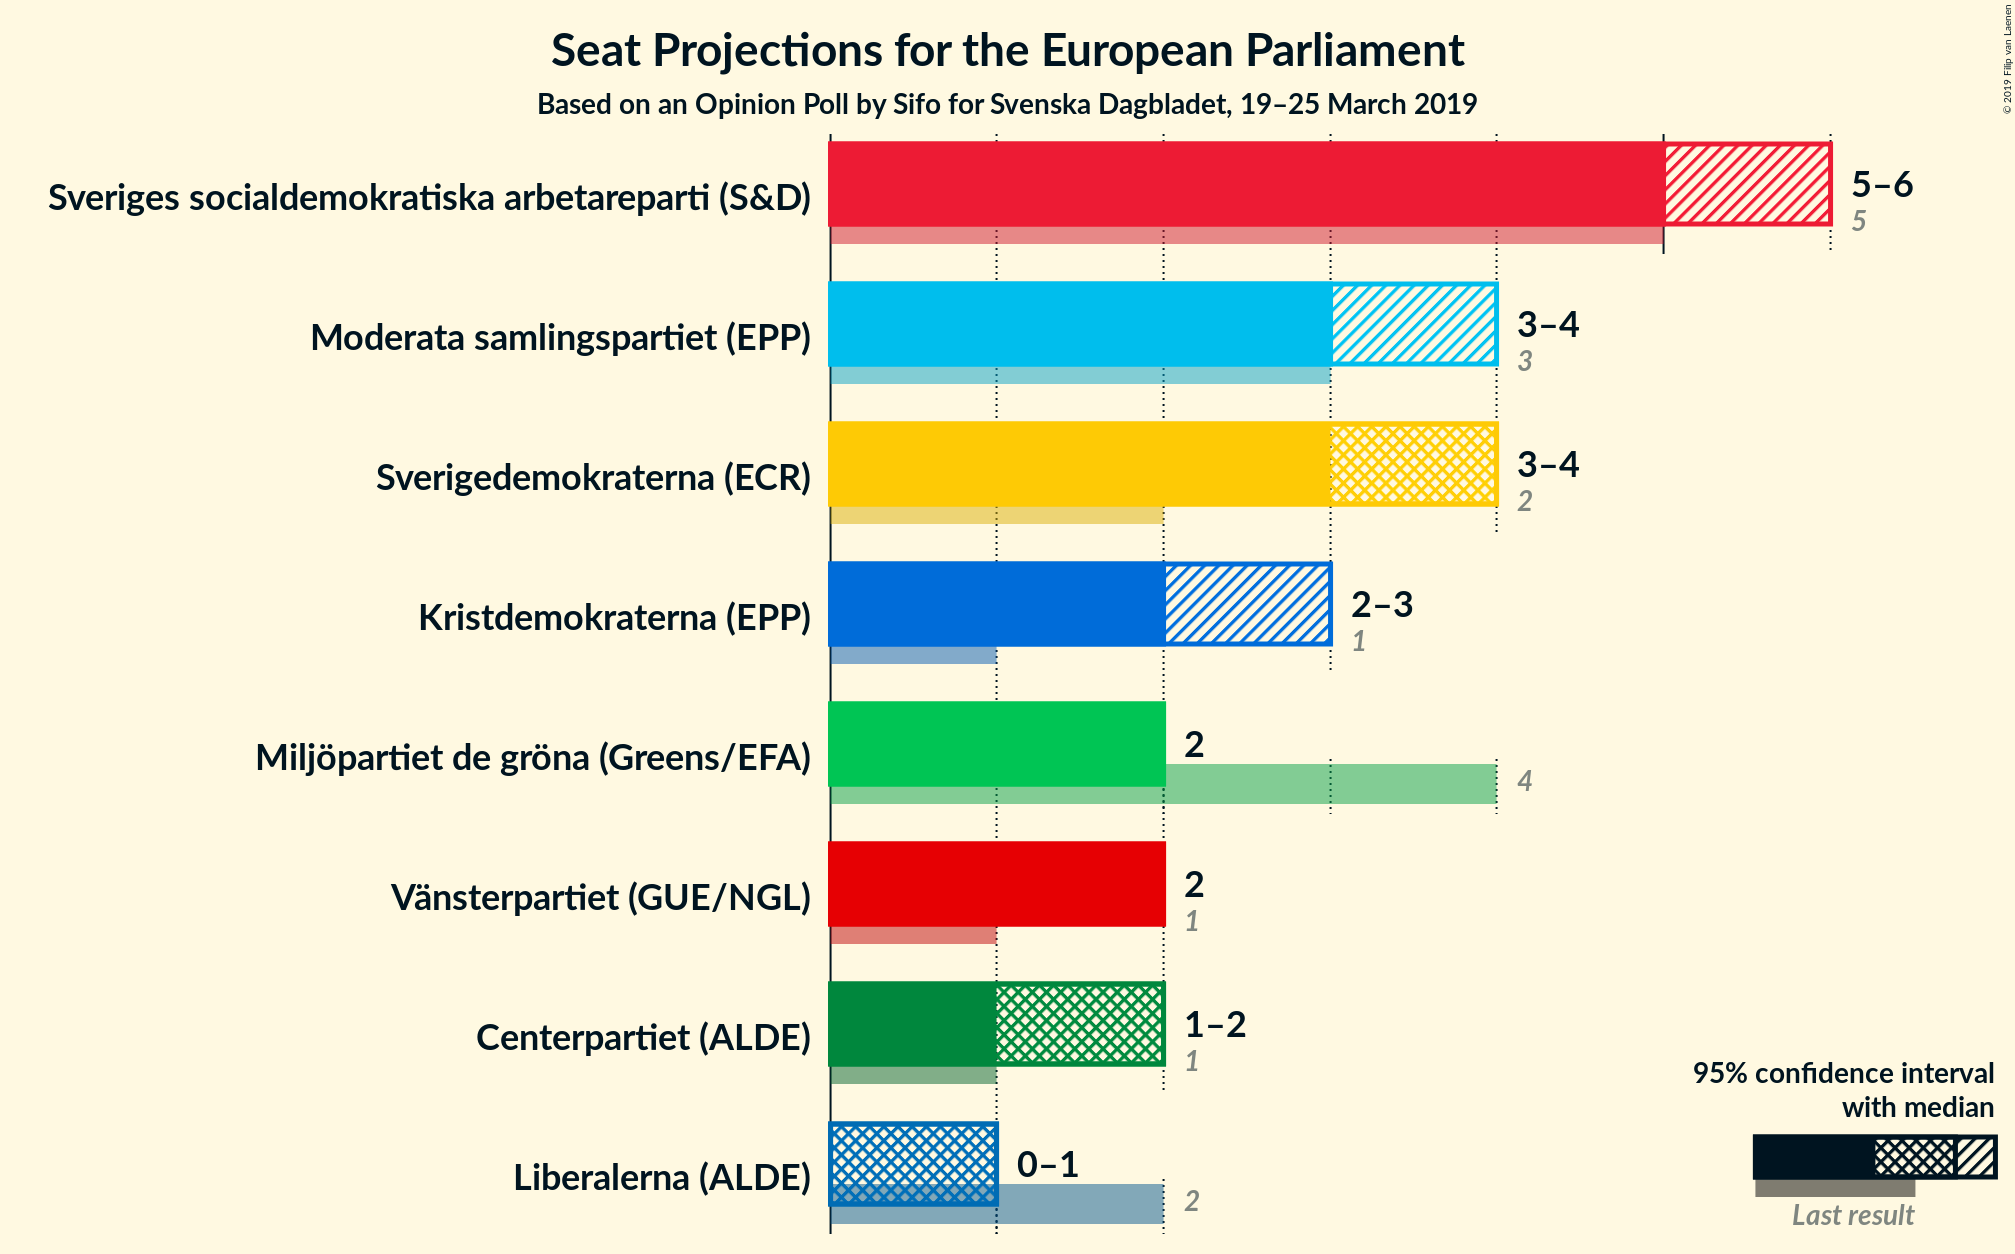 Seat Projections for the European Parliament
Based on an Opinion Poll by Sifo for Svenska Dagbladet, 19–25 March 2019
© 2019 Filip van Laenen
Sveriges socialdemokratiska arbetareparti (S&D)
5–6
5
Moderata samlingspartiet (EPP)
3–4
3
Sverigedemokraterna (ECR)
3–4
2
Kristdemokraterna (EPP)
2–3
1
Miljöpartiet de gröna (Greens/EFA)
2
4
Vänsterpartiet (GUE/NGL)
2
1
Centerpartiet (ALDE)
1–2
1
Liberalerna (ALDE)
0–1
2
95% confidence interval
with median
Last result